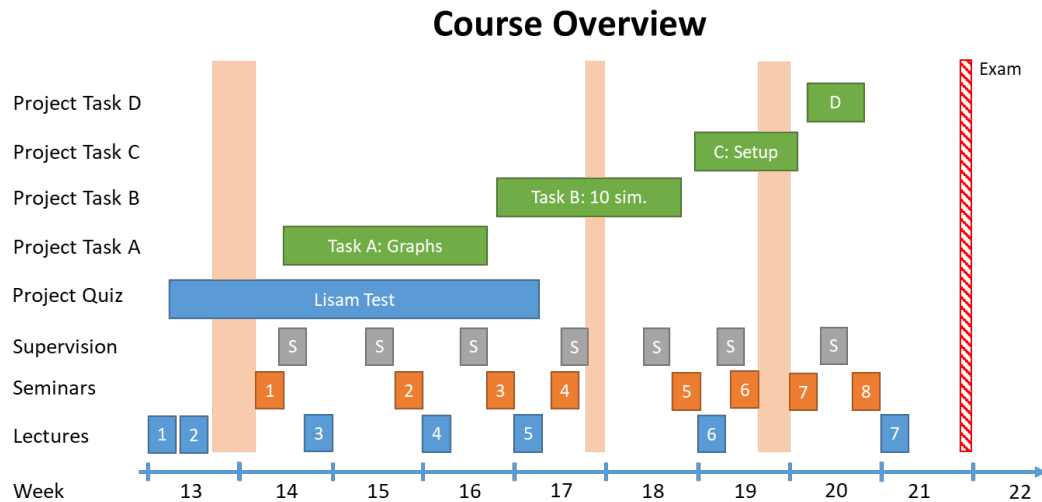 Course Overview
Exam
Project Task D
D
Project Task C
C: Setup
Project Task B
Task B: 10 sim.
Project Task A
Task A: Graphs
Project Quiz
Lisam Test
Supervision
S S S S S S S
Seminars
1 2 3 4 5 6 7 8
Lectures
1 2 3 4 5 6 7
Week
13 14 15 16 17 18 19 20 21 22